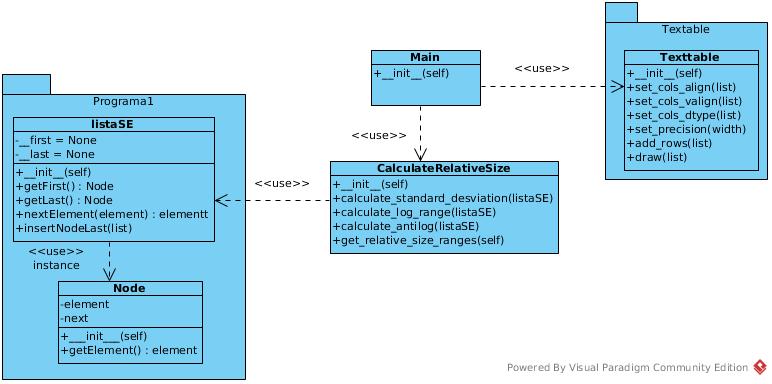 Textable
Main
+__init__(self)
<<use>>
Texttable
+__init__(self)
+set_cols_align(list)
+set_cols_valign(list)
+set_cols_dtype(list)
+set_precision(width)
+add_rows(list)
+draw(list)
Programa1
listaSE
-__first = None
-__last = None
+__init__(self)
+getFirst() : Node
+getLast() : Node
+nextElement(element) : elementt
+insertNodeLast(list)
<<use>>
<<use>>
CalculateRelativeSize
+__init__(self)
+calculate_standard_desviation(listaSE)
+calculate_log_range(listaSE)
+calculate_antilog(listaSE)
+get_relative_size_ranges(self)
<<use>>
instance
Node
-element
-next
+___init___(self)
+getElement() : element
Powered By Visual Paradigm Community Edition